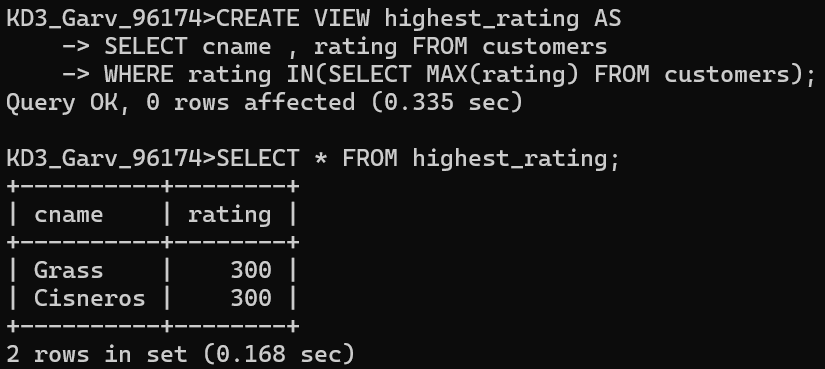 KD3_Garv_96174>CREATE VIEW highest_rating AS
    -> SELECT cname , rating FROM customers
    -> WHERE rating IN(SELECT MAX(rating) FROM customers);
Query OK, 0 rows affected (0.335 sec)

KD3_Garv_96174>SELECT * FROM highest_rating;
+----------+--------+
| cname    | rating |
+----------+--------+
| Grass    |    300 |
| Cisneros |    300 |
+----------+--------+
2 rows in set (0.168 sec)